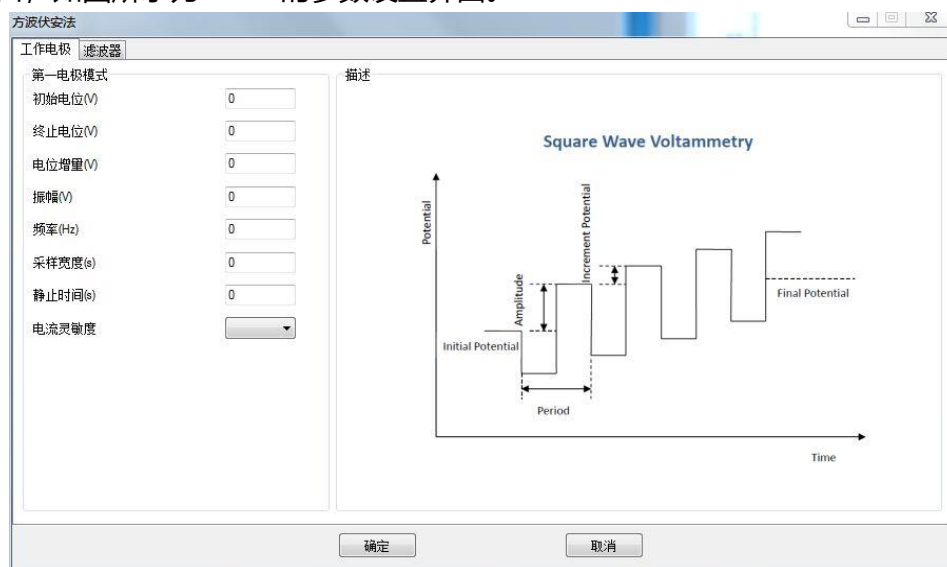 方波伏安法
工作电极 滤波器
第一电极模式
初始电位(V) 0
终止电位(V) 0
电位增量(V) 0
振幅(V) 0
频率(Hz) 0
采样宽度(s) 0
静止时间(s) 0
电流灵敏度
描述
Square Wave Voltammetry
Potential
Amplitude
Increment Potential
Initial Potential
Final Potential
Period
Time
确定 取消